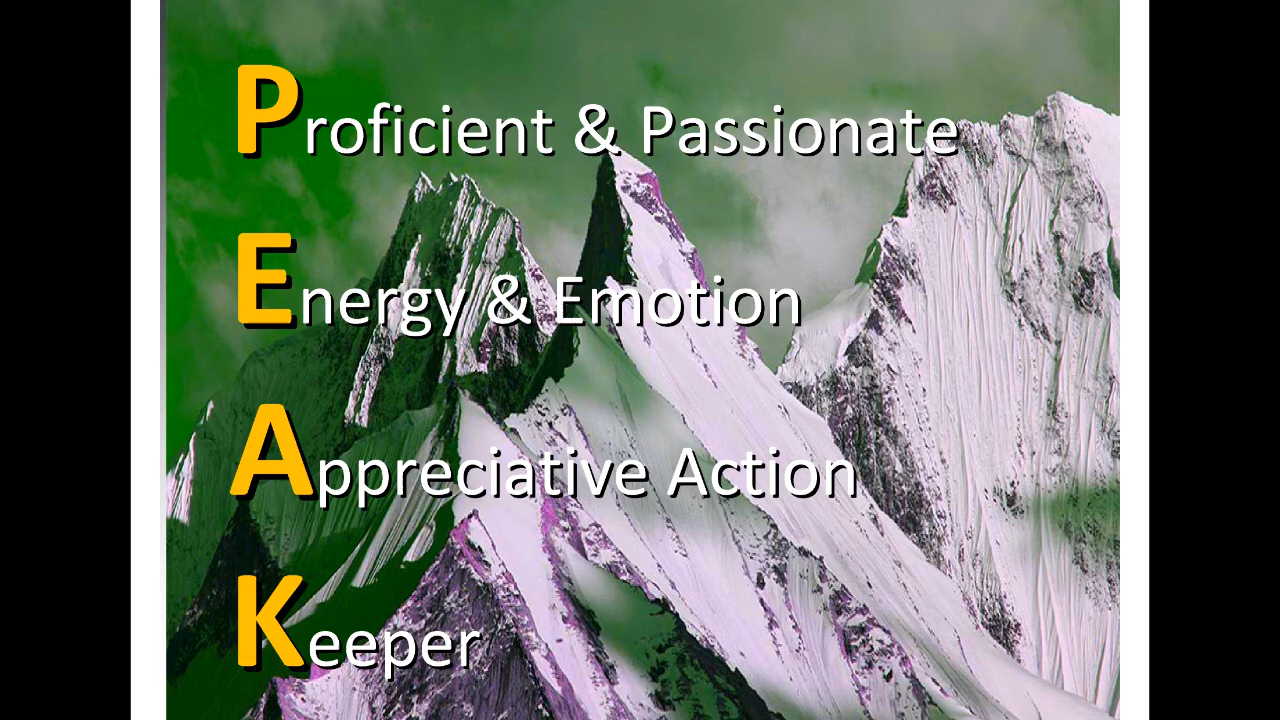 Proficient & Passionate
Energy & Emotion
Appreciative Action
Keeper